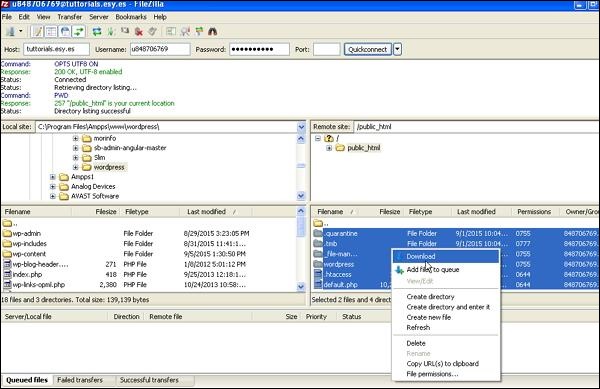 u848706769@tuttorials.esy.es - FileZilla
File Edit View Transfer Server Bookmarks Help
Host: tuttorials.esy.es Username: u848706769 Password: •••••••••• Port: Quickconnect
Command: OPTS UTF8 ON
Response: 200 OK, UTF-8 enabled
Status: Connected
Status: Retrieving directory listing...
Command: PWD
Response: 257 "/public_html" is your current location
Status: Directory listing successful
Local site: C:\Program Files\Ampps\www\wordpress\
Remote site: /public_html
morinfo
sb-admin-angular-master
Slim
wordpress
Ampps1
Analog Devices
AVAST Software
/
public_html
Filename Filesize Filetype Last modified
..
wp-admin File Folder 8/29/2015 3:23:05 PM
wp-includes File Folder 8/31/2015 11:41:1...
wp-content File Folder 9/5/2015 1:30:50 PM
wp-blog-header.... 271 PHP File 1/8/2012 5:01:12 PM
index.php 418 PHP File 9/25/2013 12:18:1...
wp-links-opml.php 2,380 PHP File 10/24/2013 10:58:...
18 files and 3 directories. Total size: 139,139 bytes
Filename Filesize Filetype Last modified Permissions Owner/Gro
..
.quarantine File Folder 9/1/2015 10:04... 0755 848706769.
.tmb File Folder 0777 848706769.
_file-man... 0755 848706769.
wordpress 0755 848706769.
.htaccess 0644 848706769.
default.php 10,2 0644 848706769.
Selected 2 files and 4 direct
Download
Add files to queue
View/Edit
Create directory
Create directory and enter it
Create new file
Refresh
Delete
Rename
Copy URL(s) to clipboard
File permissions...
Server/Local file Direction Remote file Size Priority Status
Queued files Failed transfers Successful transfers